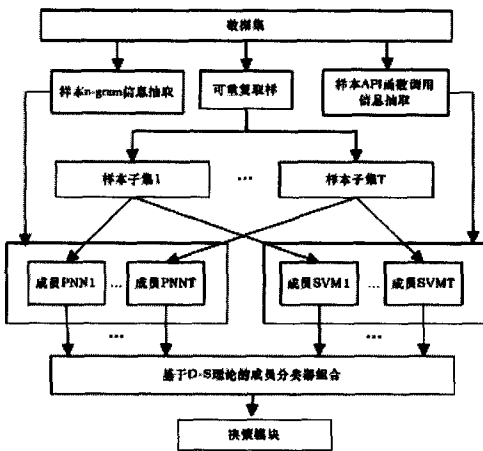 数据集
样本n-gram信息抽取
可重复取样
样本API函数调用
信息抽取
样本子集1
...
样本子集T
成员PNN1
...
成员PNNT
成员SVM1
...
成员SVMT
...
...
基于D-S理论的成员分类器组合
决策模块